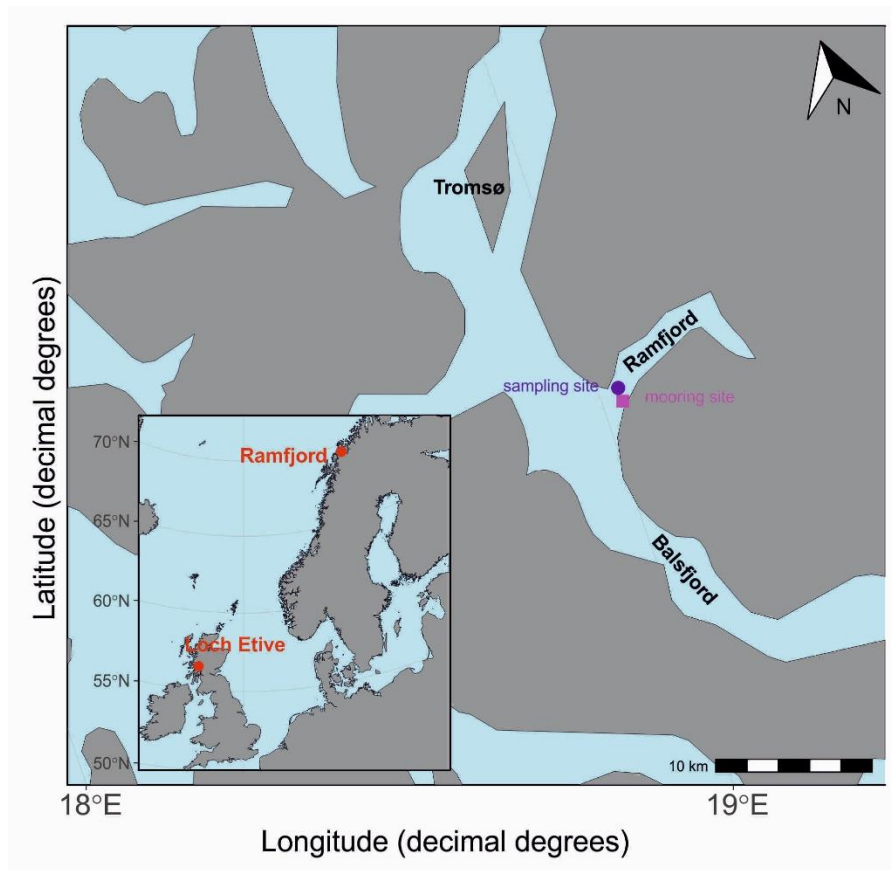 N
Tromsø
Ramfjord
sampling site
mooring site
Balsfjord
Latitude (decimal degrees)
70°N
65°N
60°N
55°N
50°N
Ramfjord
Loch Etive
10 km
18°E
19°E
Longitude (decimal degrees)